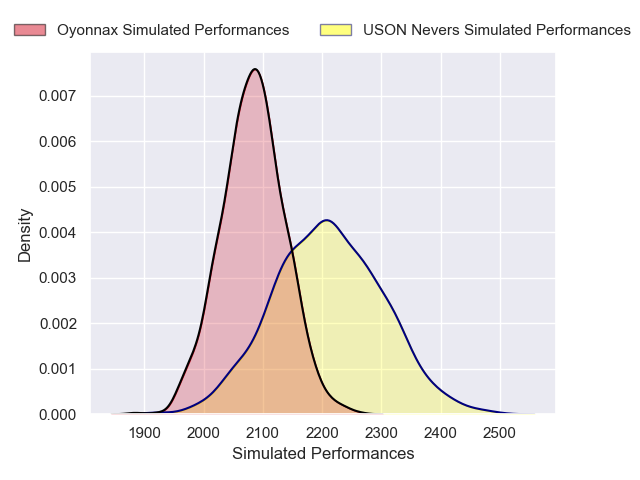 Oyonnax Simulated Performances USON Nevers Simulated Performances
0.007
0.006
0.005
0.004
0.003
0.002
0.001
0.000
Density
1900 2000 2100 2200 2300 2400 2500
Simulated Performances